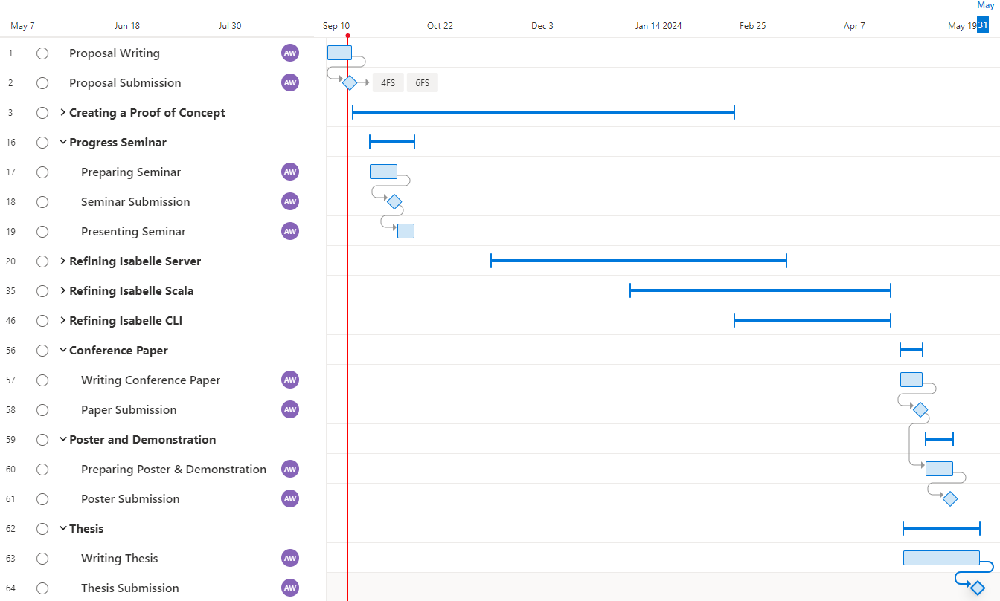 May
May 7 Jun 18 Jul 30 Sep 10 Oct 22 Dec 3 Jan 14 2024 Feb 25 Apr 7 May 19 31
1 Proposal Writing AW
2 Proposal Submission AW 4FS 6FS
3 Creating a Proof of Concept
16 Progress Seminar
17 Preparing Seminar AW
18 Seminar Submission AW
19 Presenting Seminar AW
20 Refining Isabelle Server
35 Refining Isabelle Scala
46 Refining Isabelle CLI
56 Conference Paper
57 Writing Conference Paper AW
58 Paper Submission AW
59 Poster and Demonstration
60 Preparing Poster & Demonstration AW
61 Poster Submission AW
62 Thesis
63 Writing Thesis AW
64 Thesis Submission AW